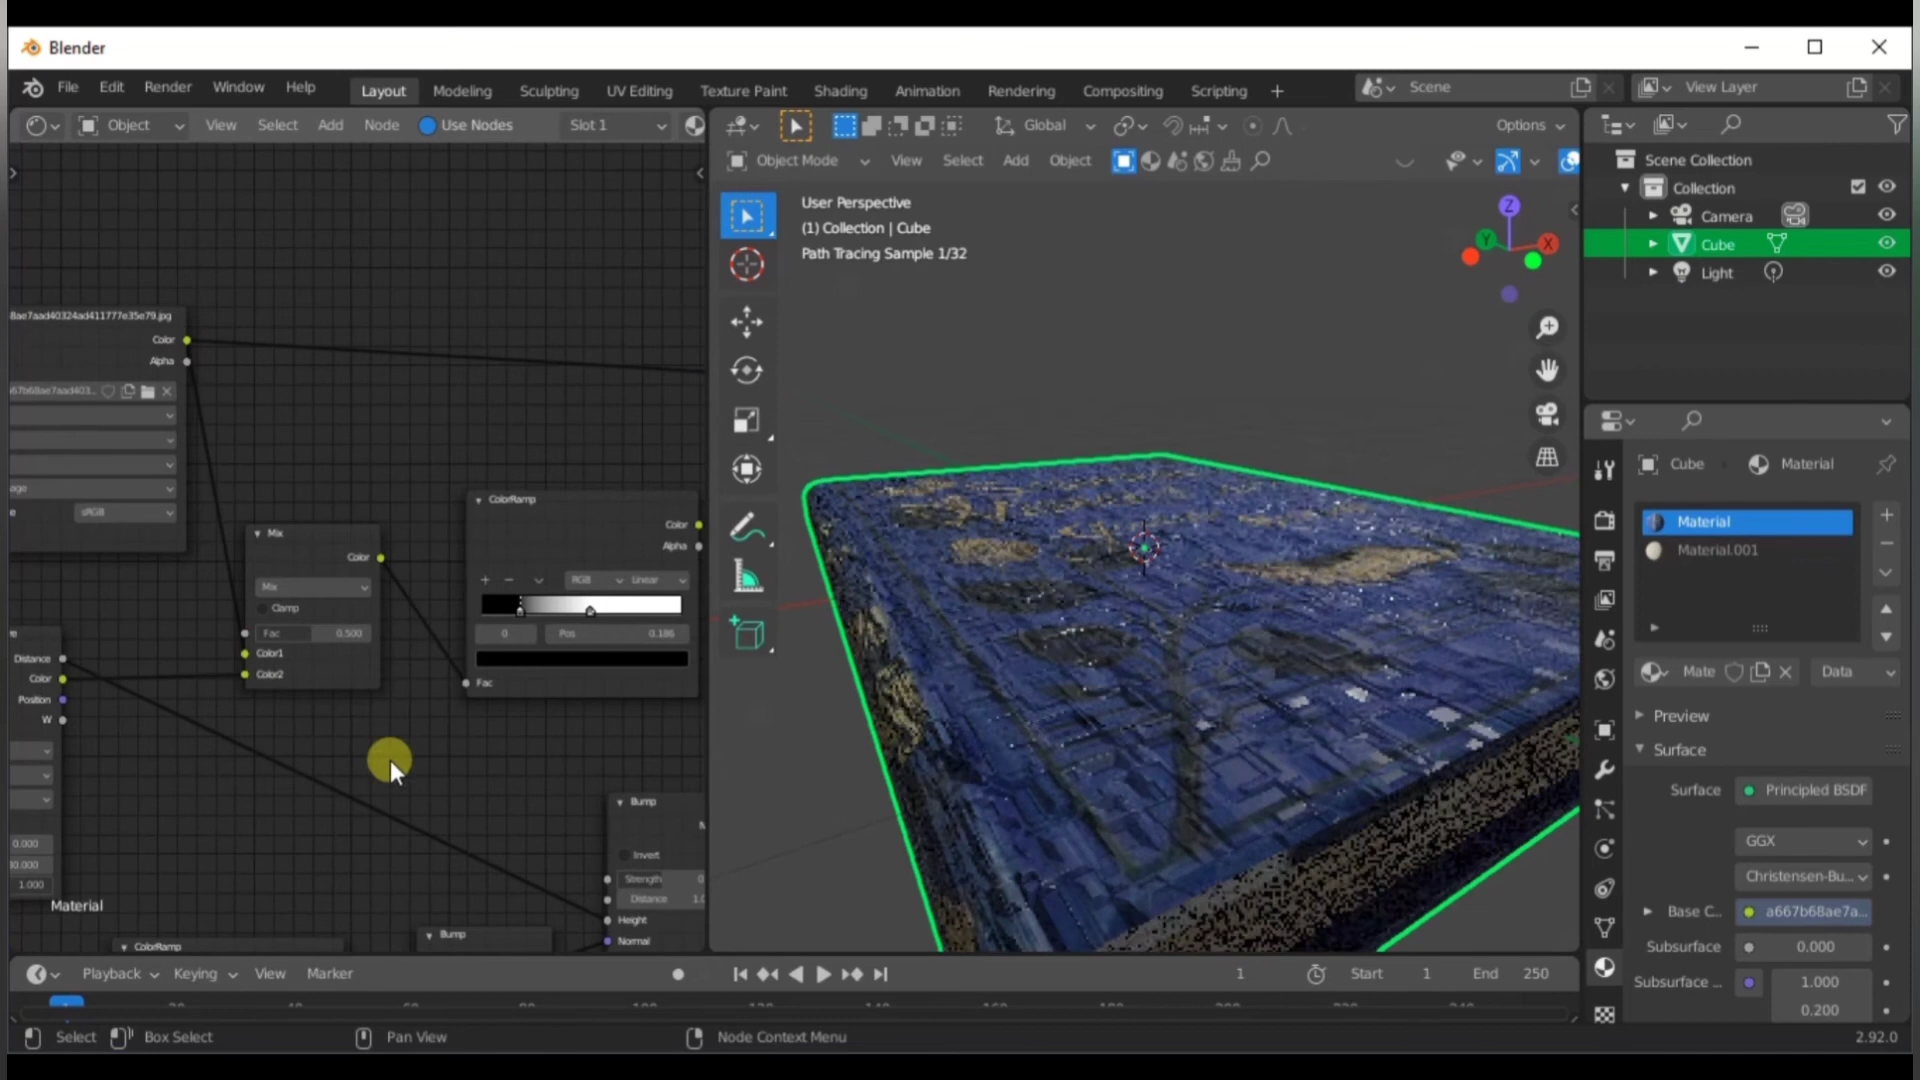 Blender
File Edit Render Window Help Layout Modeling Sculpting UV Editing Texture Paint Shading Animation Rendering Compositing Scripting + Scene View Layer
Object View Select Add Node Use Nodes Slot 1
Global Options
Object Mode View Select Add Object
User Perspective
(1) Collection | Cube
Path Tracing Sample 1/32
Z
Y
X
8ae7aad40324ad411777e35e79.jpg
Color
Alpha
sRGB
Mix
Color
Mix
Clamp
Fac 0.500
Color1
Color2
ColorRamp
Color
Alpha
RGB Linear
0 Pos 0.186
Fac
Distance
Color
Position
W
0.000
1.000
Bump
Invert
Strength
Distance
Height
Normal
Material
ColorRamp
Bump
Scene Collection
Collection
Camera
Cube
Light
Cube Material
Material
Material.001
Mate Data
Preview
Surface
Surface Principled BSDF
GGX
Christensen-Bu...
Base C... a667b68ae7a...
Subsurface 0.000
Subsurface ... 1.000
0.200
Playback Keying View Marker 1 Start 1 End 250
Select Box Select Pan View Node Context Menu 2.92.0